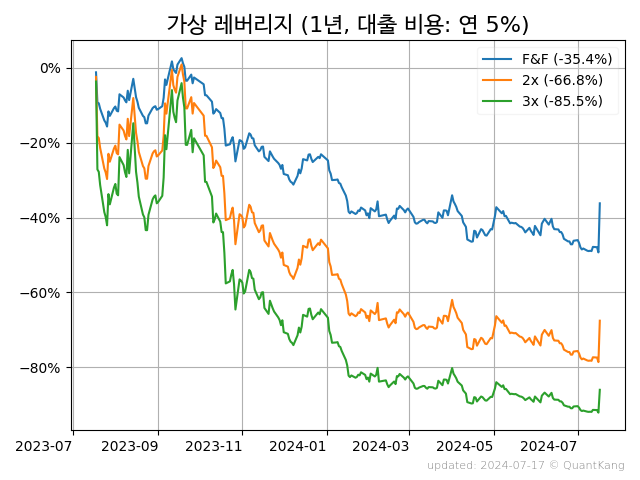 가상 레버리지 (1년, 대출 비용: 연 5%)
F&F (-35.4%)
2x (-66.8%)
3x (-85.5%)
0%
−20%
−40%
−60%
−80%
2023-07 2023-09 2023-11 2024-01 2024-03 2024-05 2024-07
updated: 2024-07-17 © QuantKang